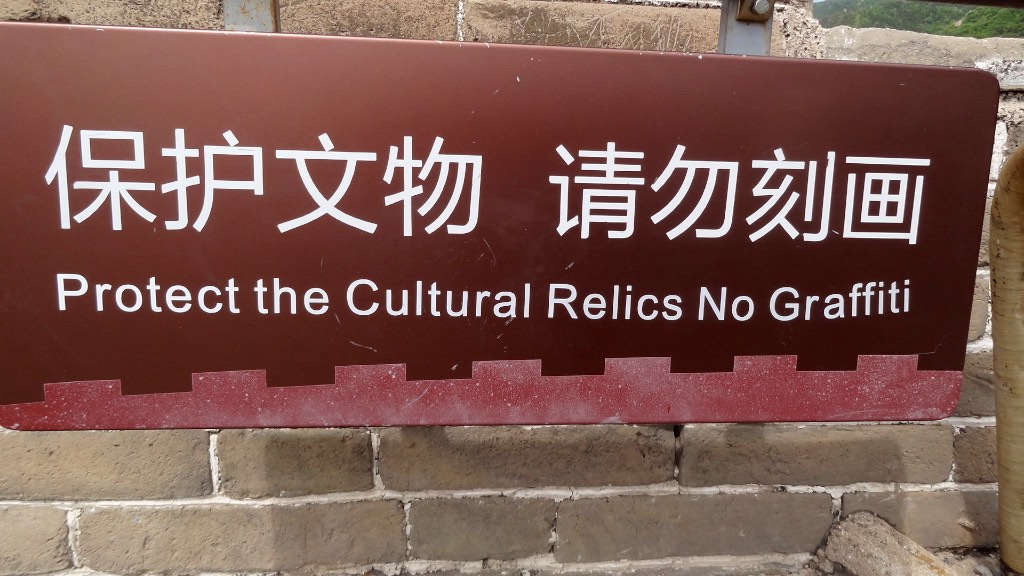 保护文物 请勿刻画
Protect the Cultural Relics No Graffiti